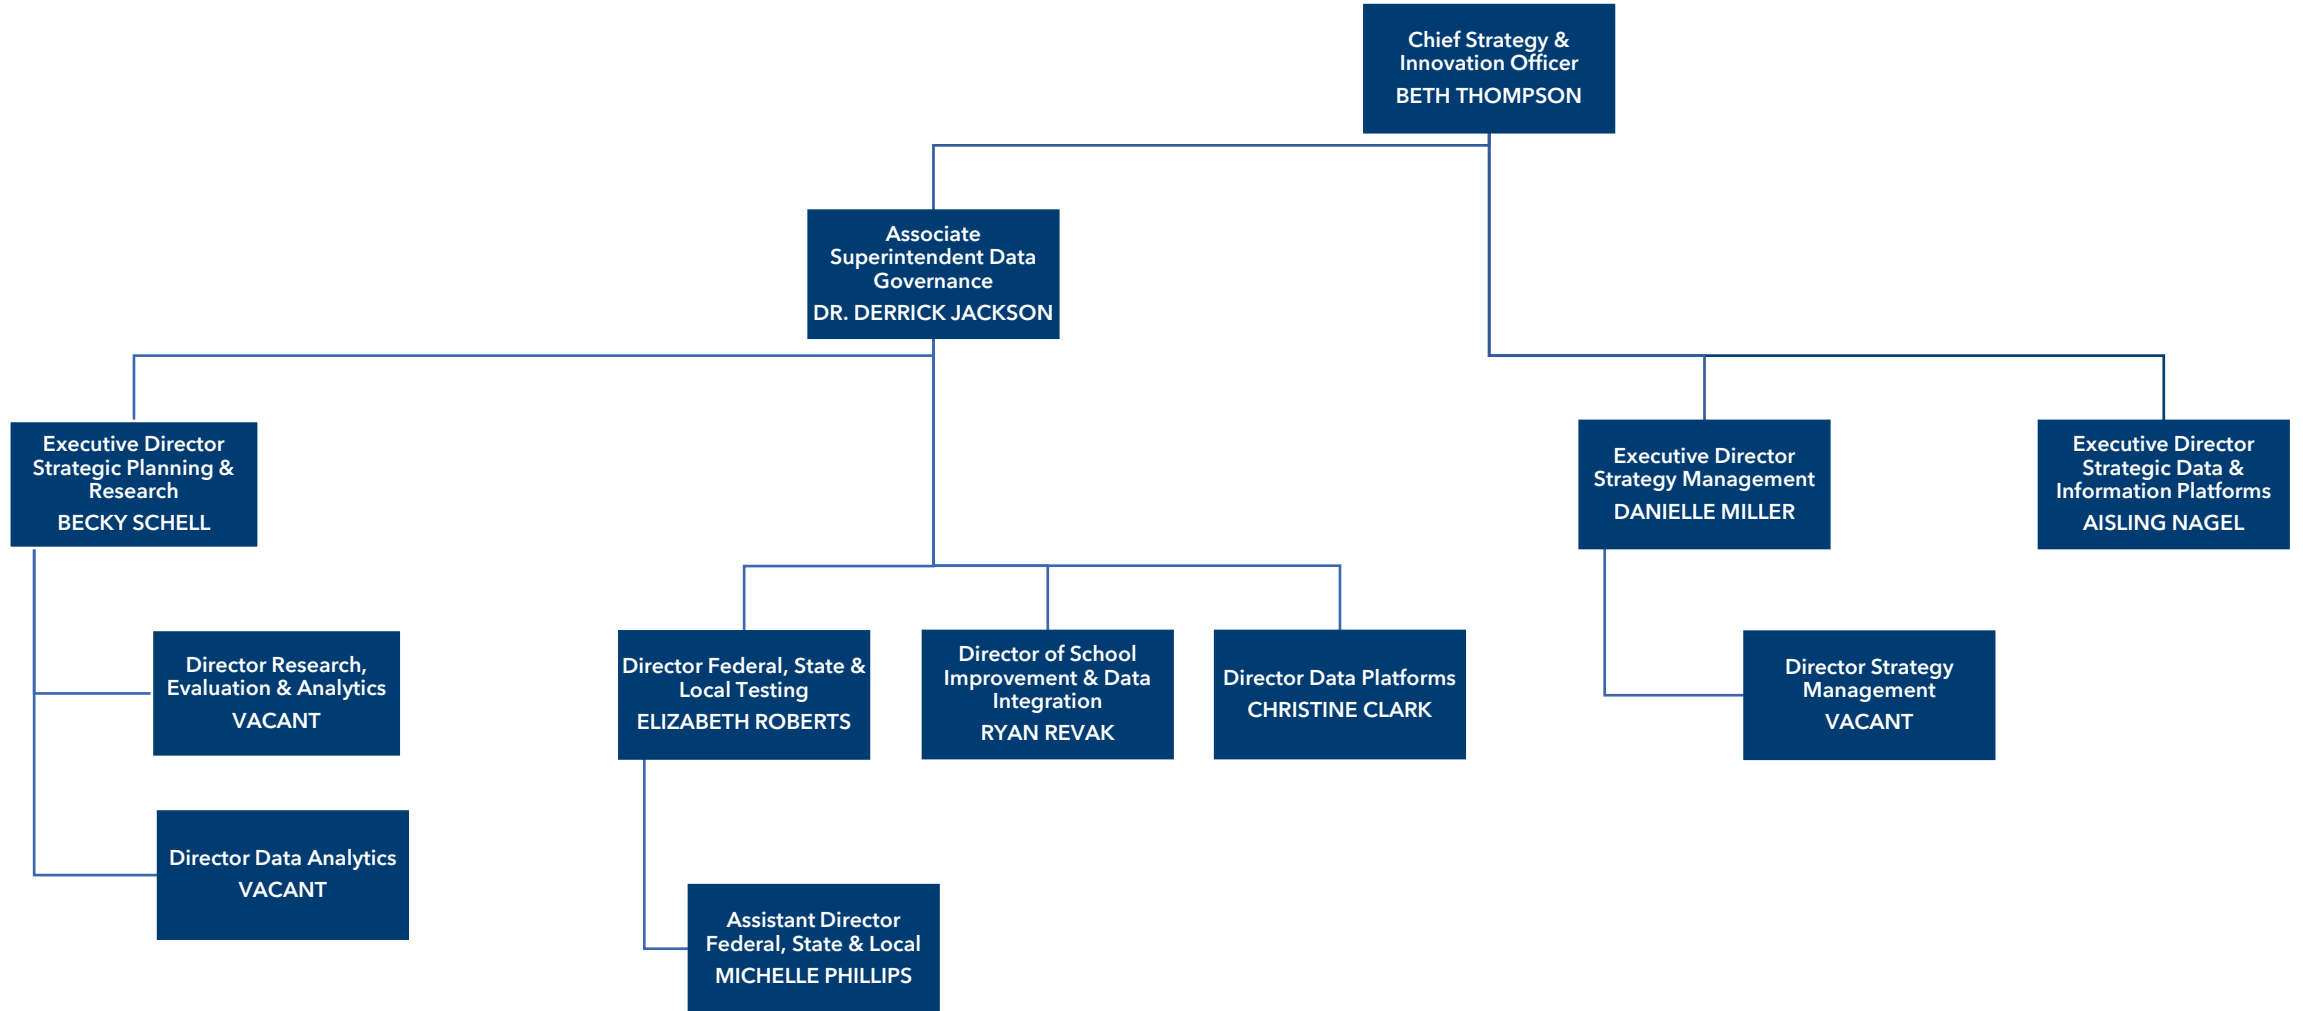 Chief Strategy &
Innovation Officer
BETH THOMPSON
Associate
Superintendent Data
Governance
DR. DERRICK JACKSON
Executive Director
Strategic Planning &
Research
BECKY SCHELL
Executive Director
Strategy Management
DANIELLE MILLER
Executive Director
Strategic Data &
Information Platforms
AISLING NAGEL
Director Research,
Evaluation & Analytics
VACANT
Director Federal, State &
Local Testing
ELIZABETH ROBERTS
Director of School
Improvement & Data
Integration
RYAN REVAK
Director Data Platforms
CHRISTINE CLARK
Director Strategy
Management
VACANT
Director Data Analytics
VACANT
Assistant Director
Federal, State & Local
MICHELLE PHILLIPS